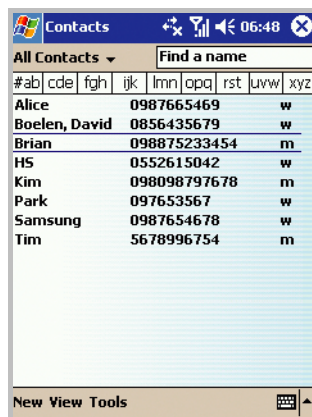 Contacts 06:48
All Contacts Find a name
#ab cde fgh ijk lmn opq rst uvw xyz
Alice 0987665469 w
Boelen, David 0856435679 w
Brian 098875233454 m
HS 0552615042 w
Kim 098098797678 m
Park 097653567 w
Samsung 0987654678 w
Tim 5678996754 m
New View Tools